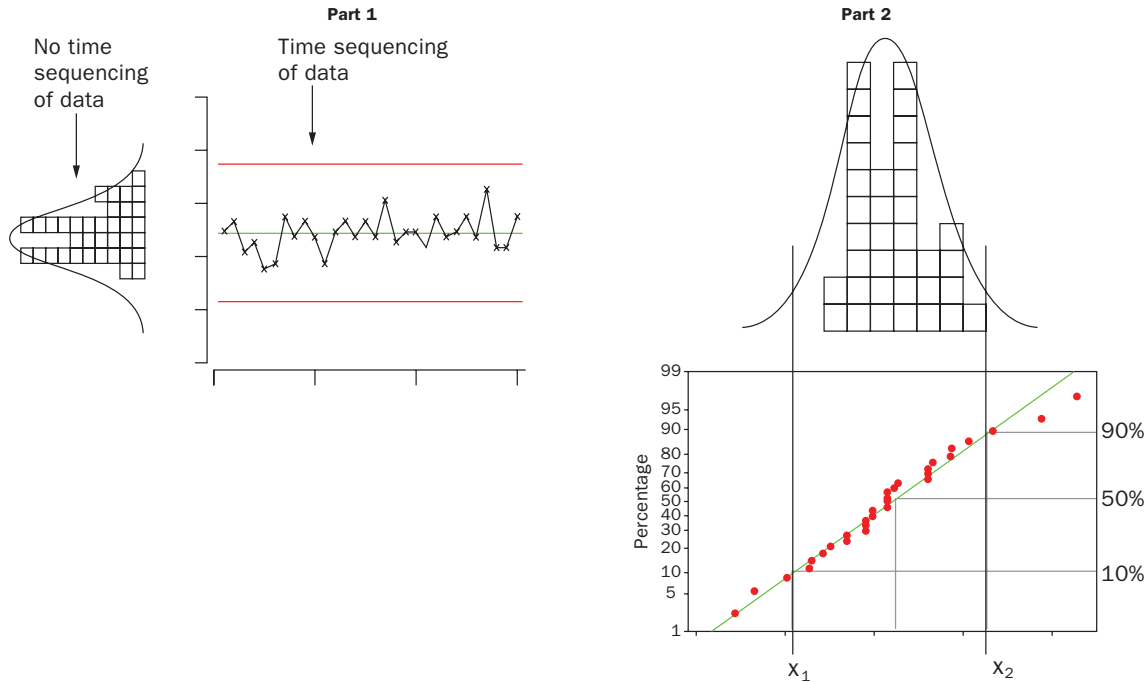 Part 1
No time
sequencing
of data
Time sequencing
of data
Part 2
99
95
90
80
70
60
50
40
30
20
10
5
1
Percentage
90%
50%
10%
X1
X2